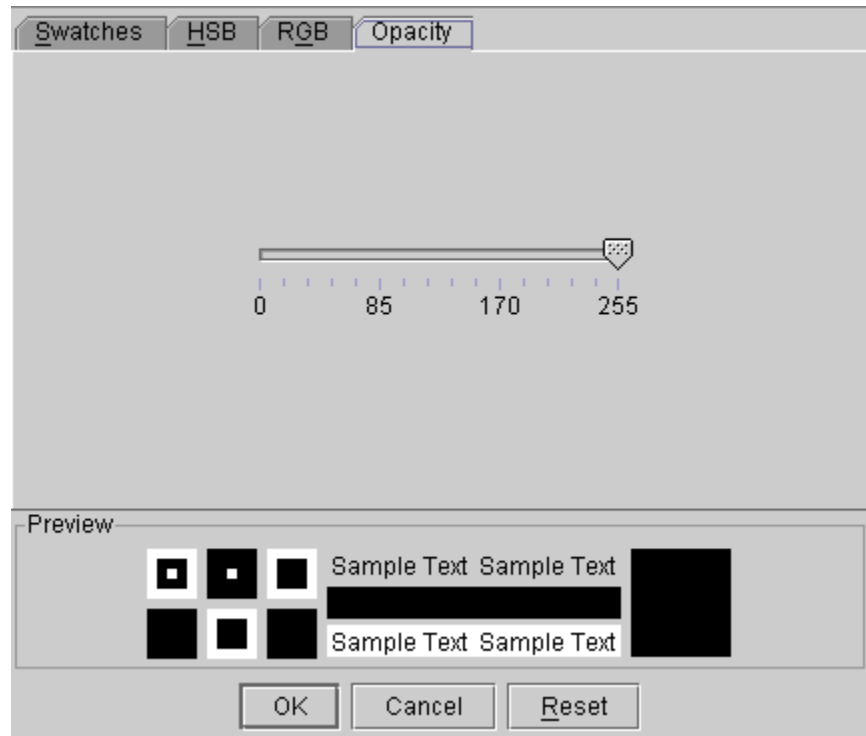 Swatches HSB RGB Opacity
0 85 170 255
Preview
Sample Text Sample Text
Sample Text Sample Text
OK Cancel Reset